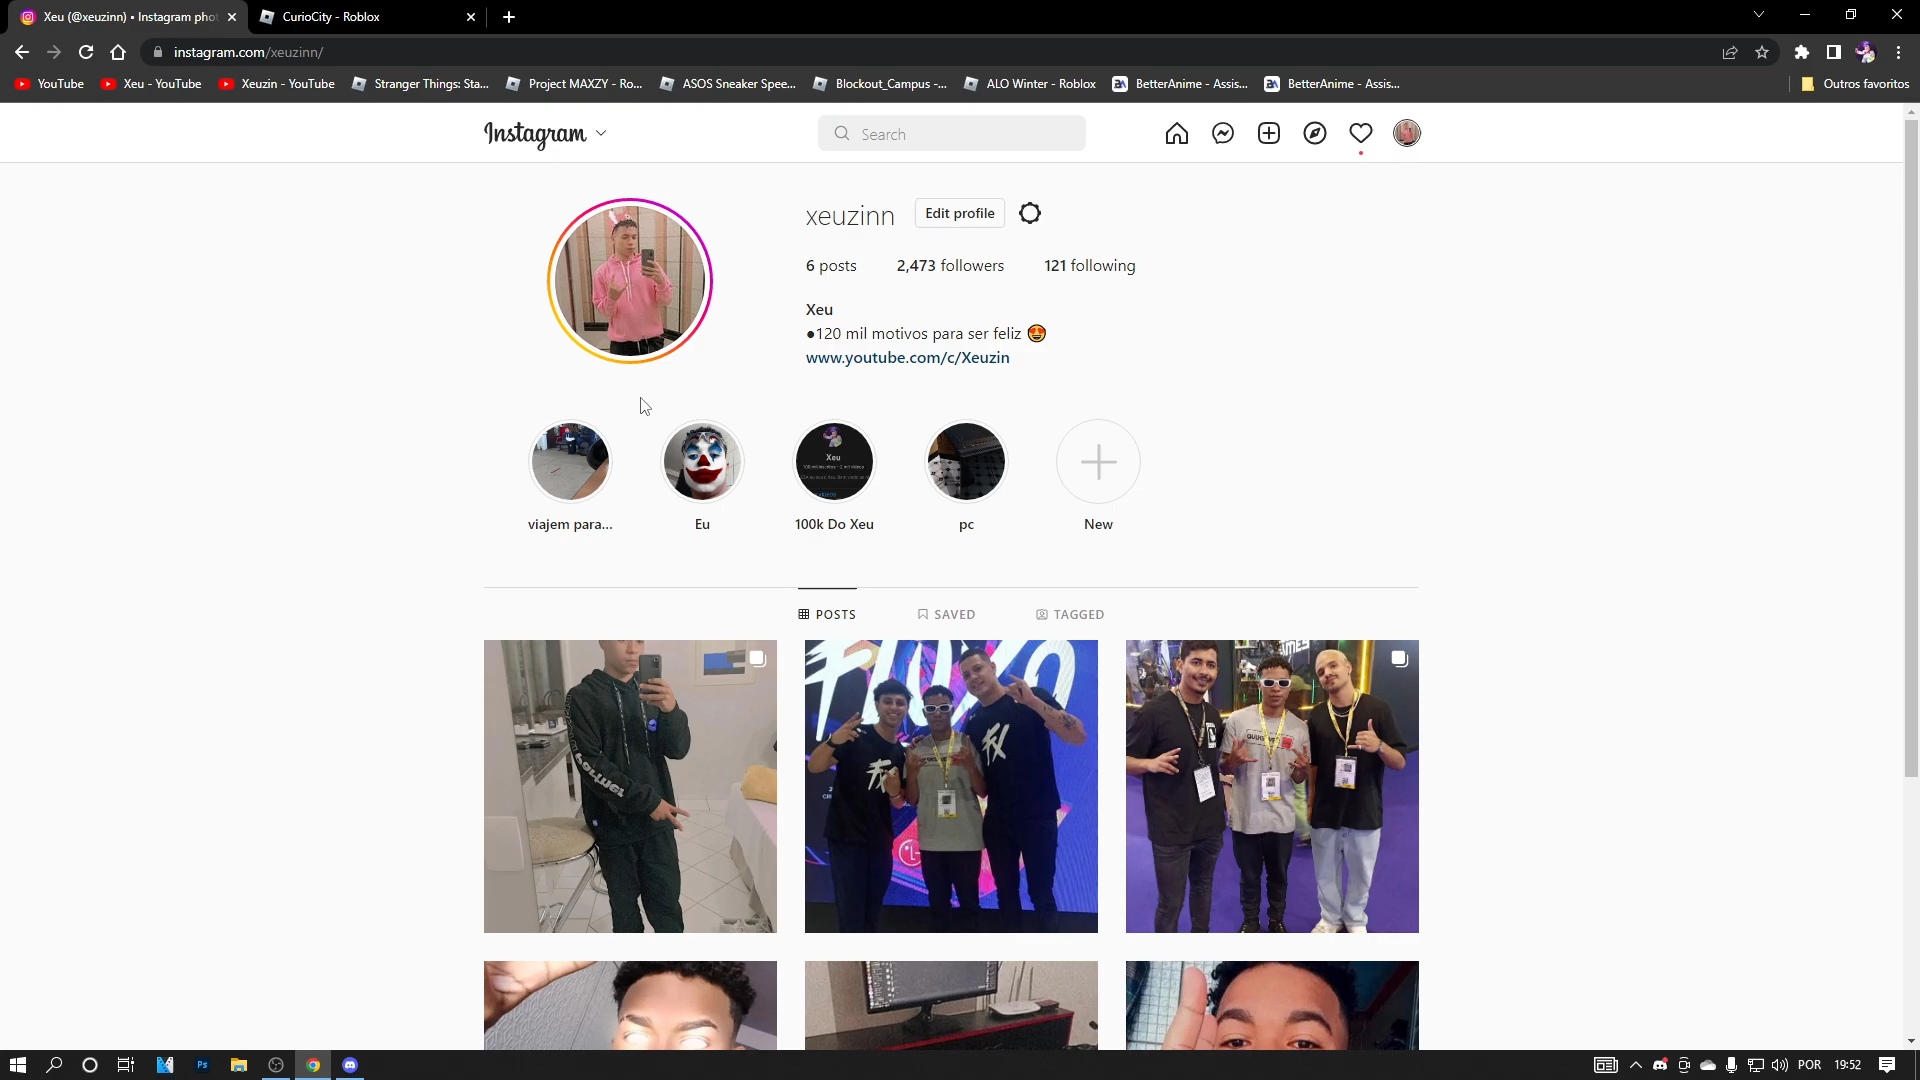 Xeu (@xeuzinn) • Instagram phot
CurioCity - Roblox
instagram.com/xeuzinn/
YouTube
Xeu - YouTube
Xeuzin - YouTube
Stranger Things: Sta...
Project MAXZY - Ro...
ASOS Sneaker Spee...
Blockout_Campus -...
ALO Winter - Roblox
BetterAnime - Assis...
BetterAnime - Assis...
Outros favoritos
Instagram
Search
xeuzinn
Edit profile
6 posts
2,473 followers
121 following
Xeu
●120 mil motivos para ser feliz 😍
www.youtube.com/c/Xeuzin
Xeu
viajem para...
Eu
100k Do Xeu
pc
New
POSTS
SAVED
TAGGED
Ps
POR
19:52